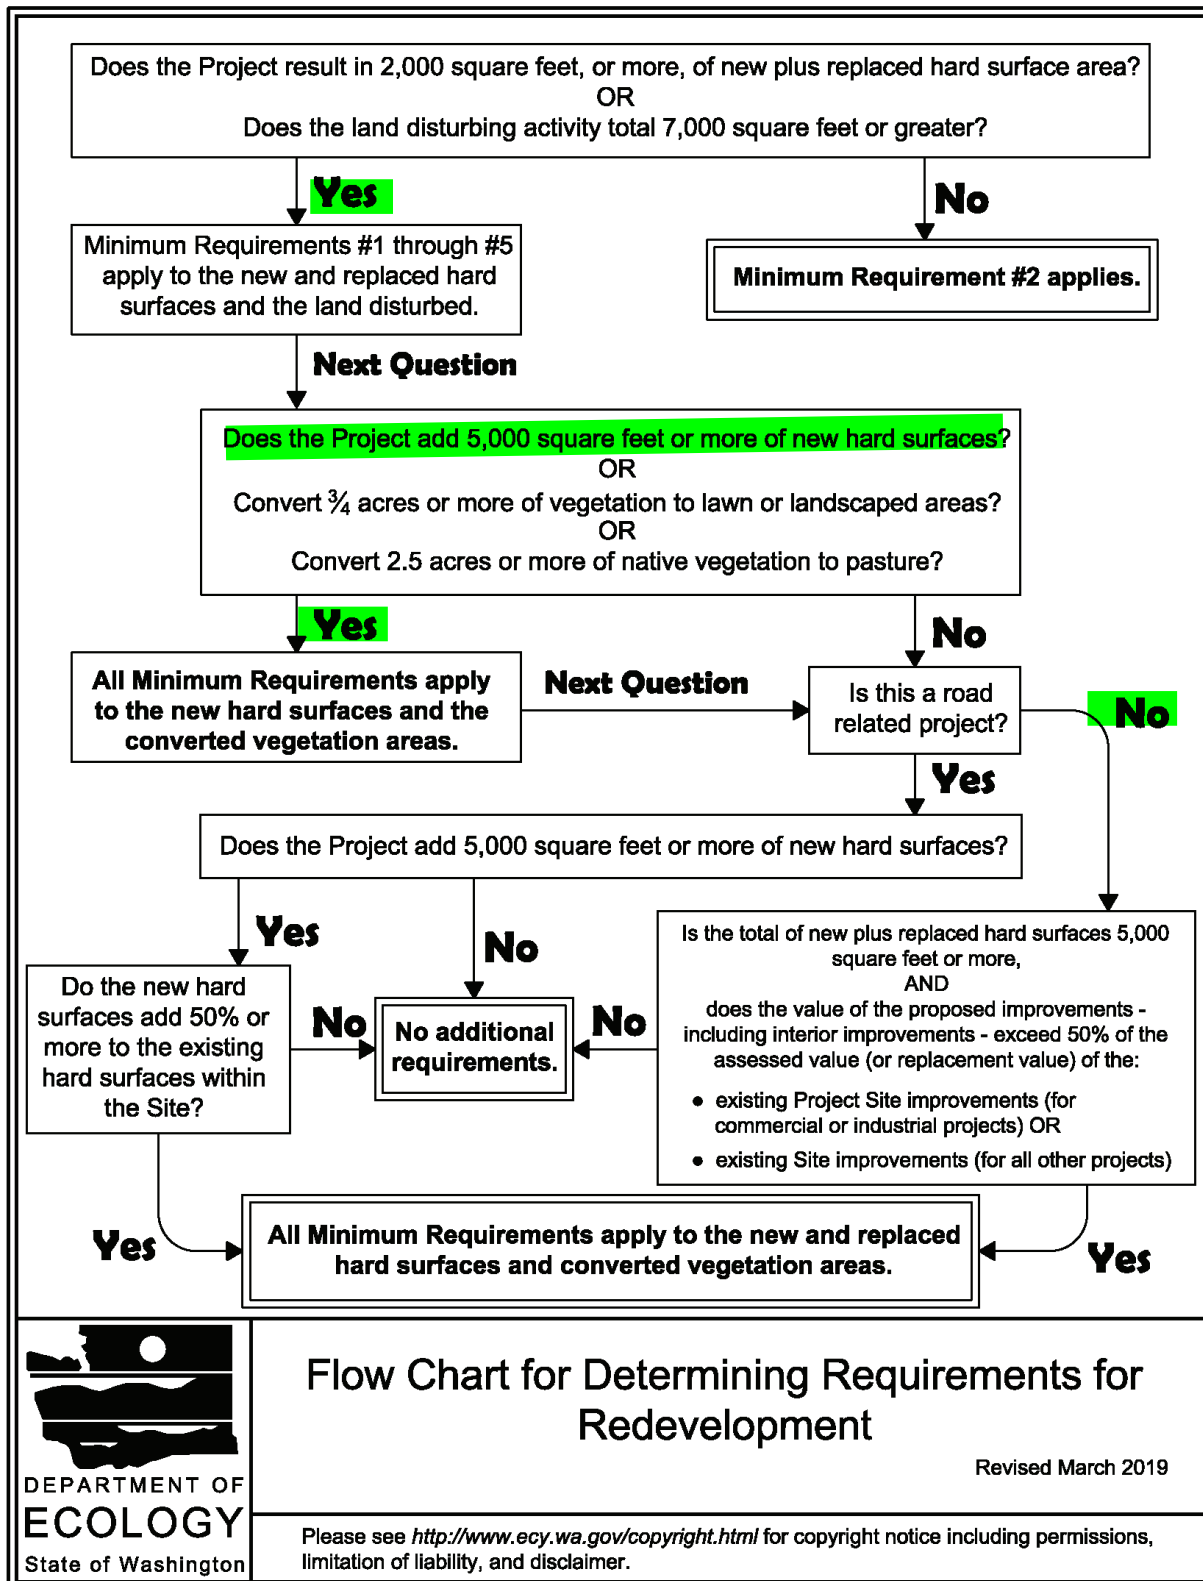 Does the Project result in 2,000 square feet, or more, of new plus replaced hard surface area?
OR
Does the land disturbing activity total 7,000 square feet or greater?
Yes
No
Minimum Requirements #1 through #5
apply to the new and replaced hard
surfaces and the land disturbed.
Minimum Requirement #2 applies.
Next Question
Does the Project add 5,000 square feet or more of new hard surfaces?
OR
Convert ¾ acres or more of vegetation to lawn or landscaped areas?
OR
Convert 2.5 acres or more of native vegetation to pasture?
Yes
No
All Minimum Requirements apply
to the new hard surfaces and the
converted vegetation areas.
Next Question
Is this a road
related project?
No
Yes
Does the Project add 5,000 square feet or more of new hard surfaces?
Yes
No
Do the new hard
surfaces add 50% or
more to the existing
hard surfaces within
the Site?
No
No additional
requirements.
No
Is the total of new plus replaced hard surfaces 5,000
square feet or more,
AND
does the value of the proposed improvements -
including interior improvements - exceed 50% of the
assessed value (or replacement value) of the:
● existing Project Site improvements (for
commercial or industrial projects) OR
● existing Site improvements (for all other projects)
Yes
All Minimum Requirements apply to the new and replaced
hard surfaces and converted vegetation areas.
Yes
DEPARTMENT OF
ECOLOGY
State of Washington
Flow Chart for Determining Requirements for
Redevelopment
Revised March 2019
Please see http://www.ecy.wa.gov/copyright.html for copyright notice including permissions,
limitation of liability, and disclaimer.